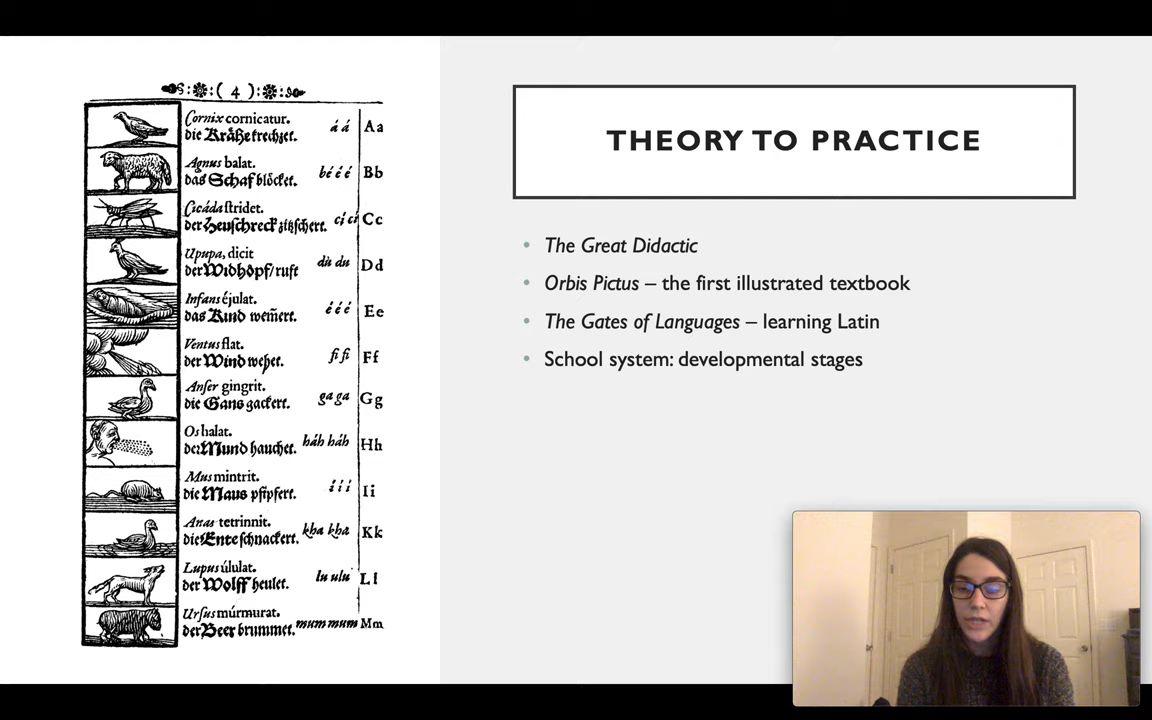 ( 4 )
Cornix cornicatur.
die Krähe krechzet.
á á
Aa
Agnus balat.
das Schaf blöcket.
bé é é
Bb
Cicáda stridet.
der Heuschreck zitzschert.
cí cí
Cc
Upupa, dicit
der Widhopf/ ruft
dù du
Dd
Infans éjulat.
das Kind weinert.
é é é
Ee
Ventus flat.
der Wind wehet.
fi fi
Ff
Anser gingrit.
die Gans gackert.
ga ga
Gg
Os halat.
der Mund hauchet.
háh háh
Hh
Mus mintrit.
die Maus pfipfert.
í í í
Ii
Anas tetrinnit.
die Ente schnackert.
kha kha
Kk
Lupus úlulat.
der Wolff heulet.
lu ulu
Ll
Ursus múrmurat.
der Beer brummet.
mum mum
Mm
THEORY TO PRACTICE
• The Great Didactic
• Orbis Pictus – the first illustrated textbook
• The Gates of Languages – learning Latin
• School system: developmental stages